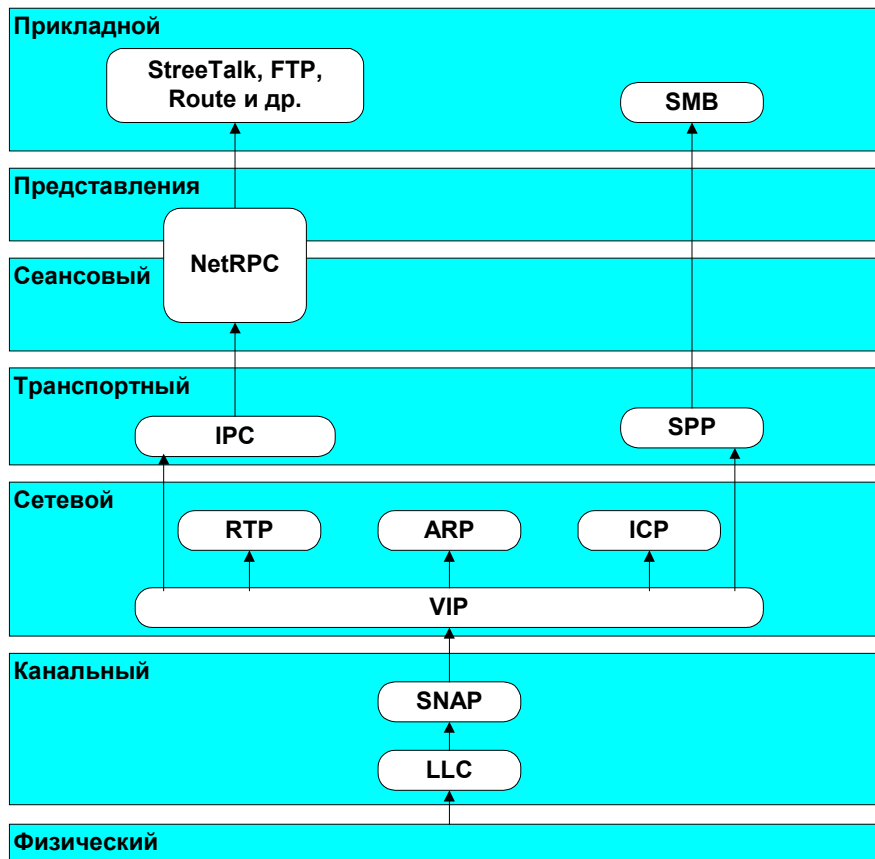 Прикладной
StreeTalk, FTP,
Route и др.
SMB
Представления
NetRPC
Сеансовый
Транспортный
IPC
SPP
Сетевой
RTP
ARP
ICP
VIP
Канальный
SNAP
LLC
Физический